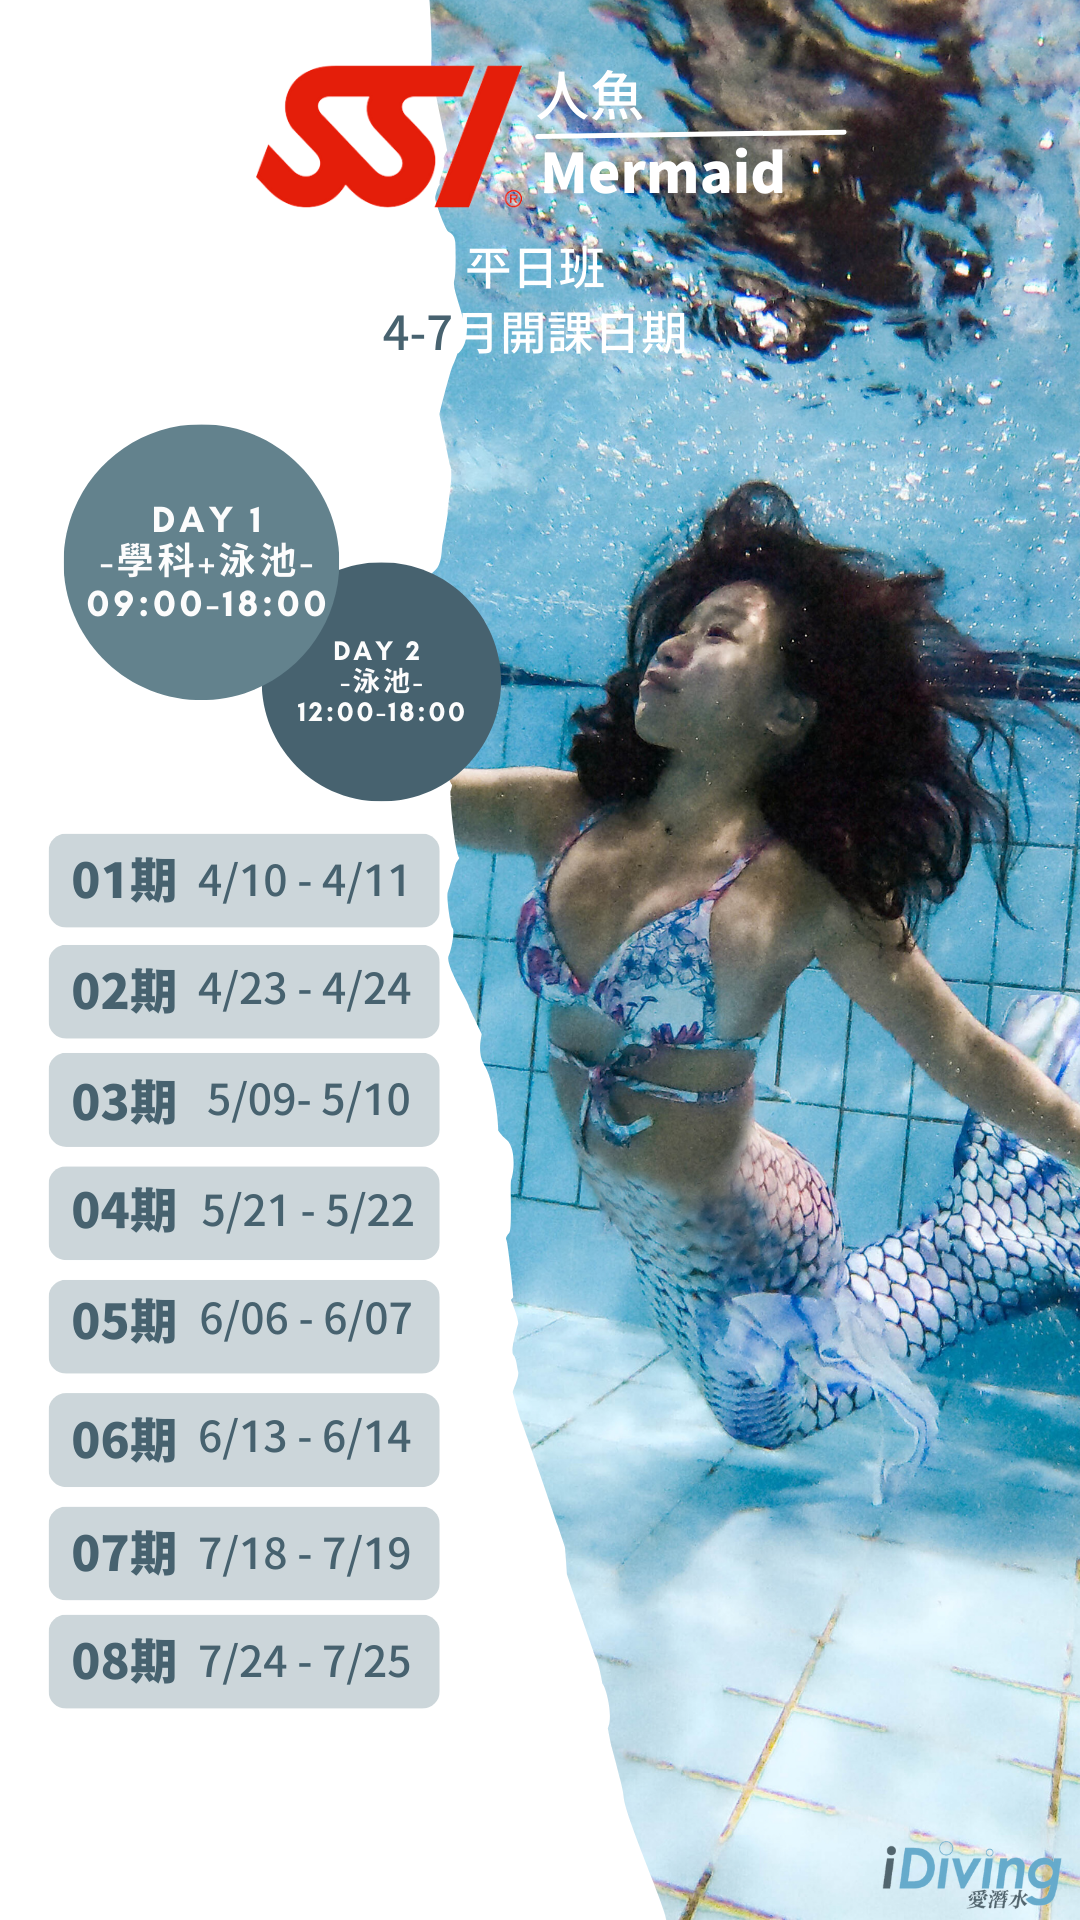 SSI®
人魚
Mermaid
平日班
4-7月開課日期
DAY 1
-學科+泳池-
09:00-18:00
DAY 2
-泳池-
12:00-18:00
01期 4/10 - 4/11
02期 4/23 - 4/24
03期 5/09- 5/10
04期 5/21 - 5/22
05期 6/06 - 6/07
06期 6/13 - 6/14
07期 7/18 - 7/19
08期 7/24 - 7/25
iDiving
愛潛水